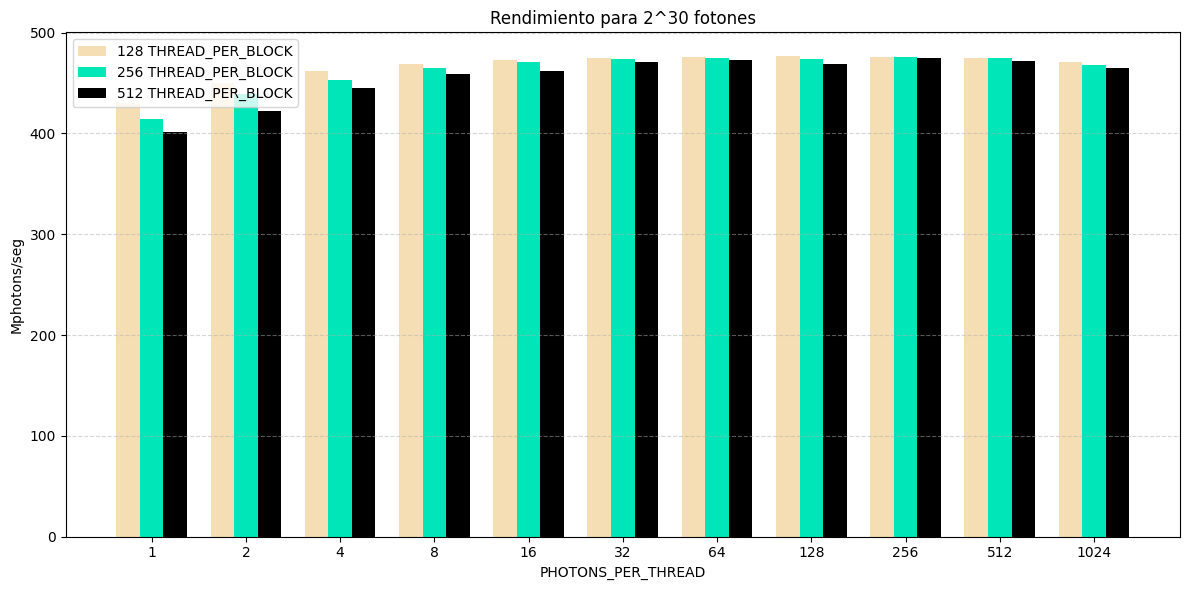 Rendimiento para 2^30 fotones
128 THREAD_PER_BLOCK
256 THREAD_PER_BLOCK
512 THREAD_PER_BLOCK
500
400
300
200
100
0
Mphotons/seg
1 2 4 8 16 32 64 128 256 512 1024
PHOTONS_PER_THREAD